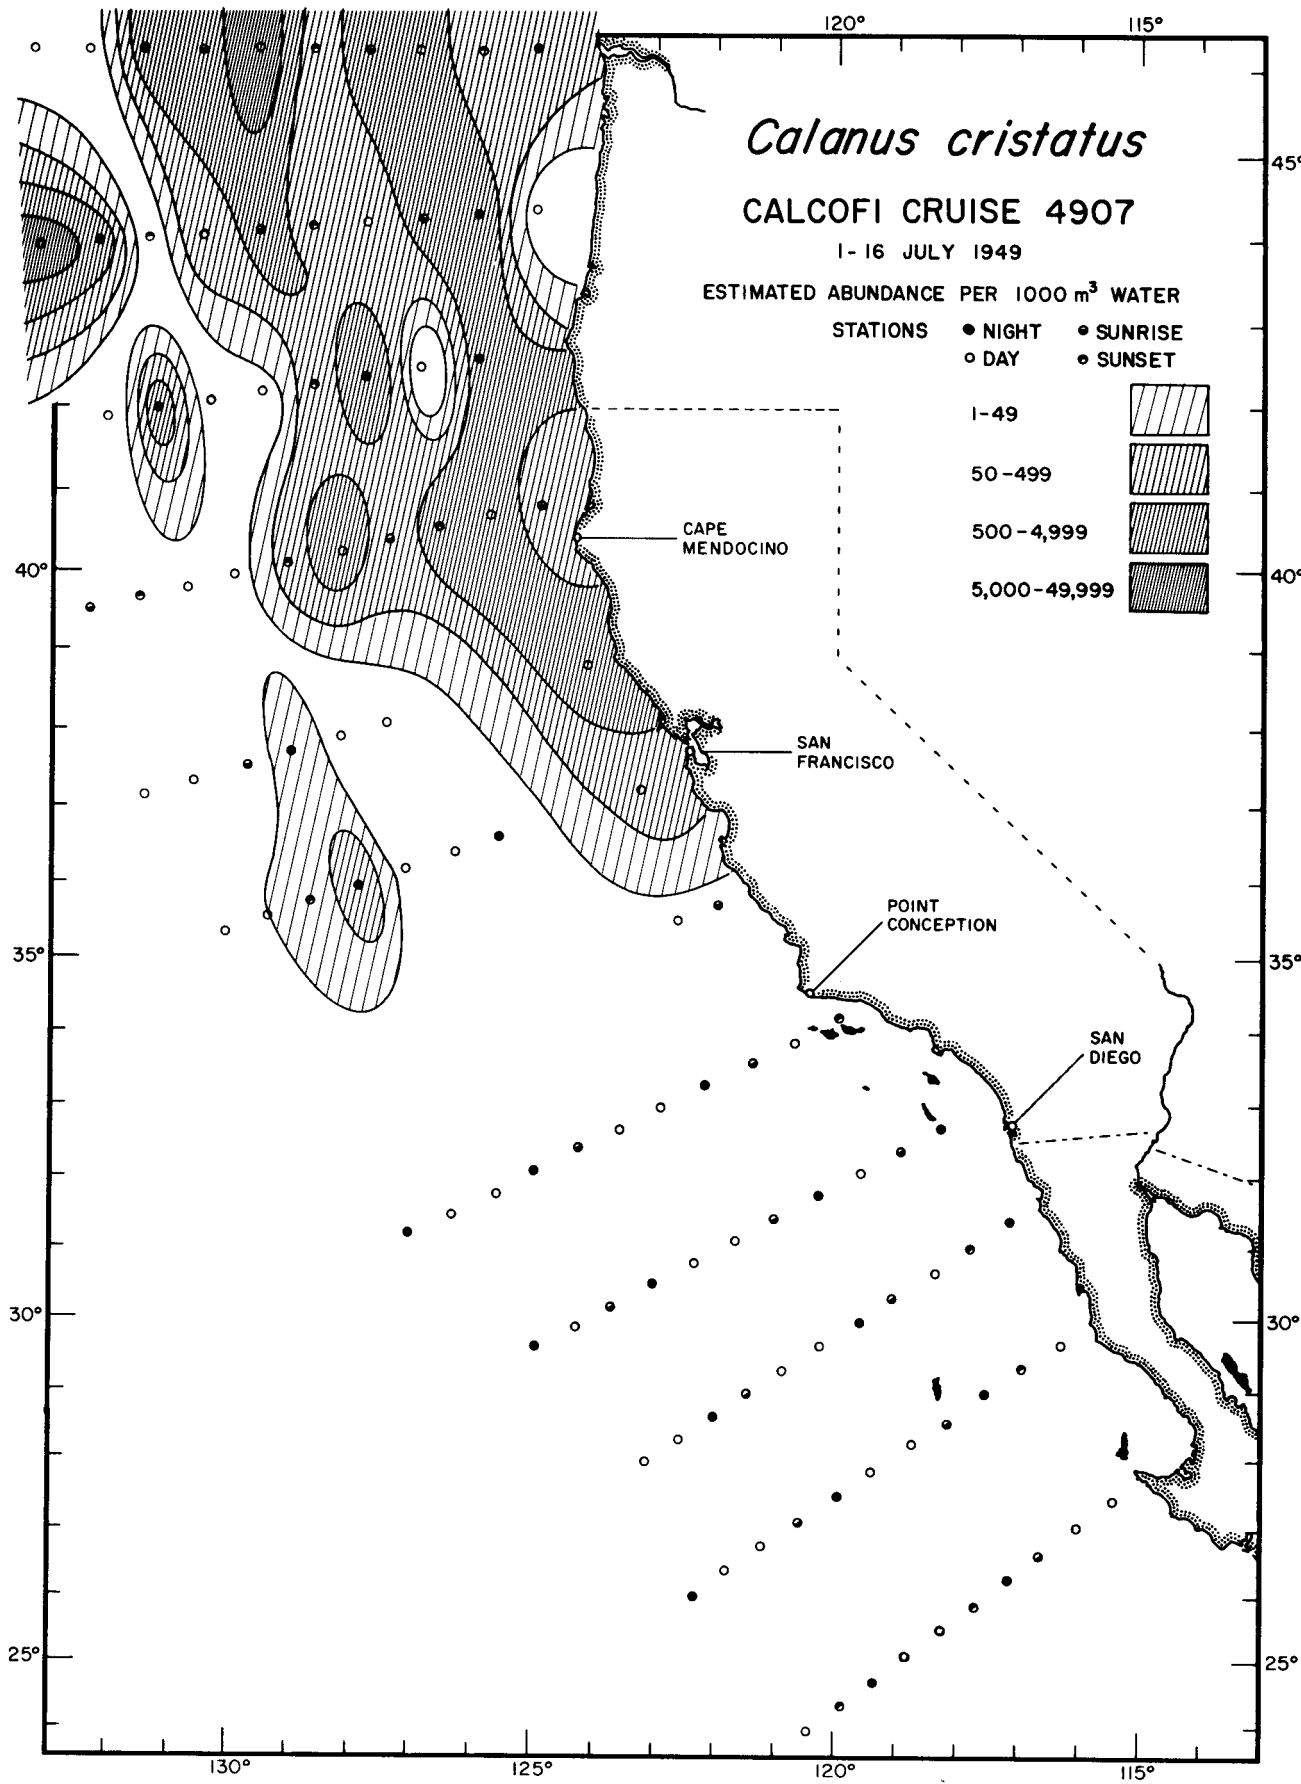 120° 115°
Calanus cristatus
45°
CALCOFI CRUISE 4907
1-16 JULY 1949
ESTIMATED ABUNDANCE PER 1000 m³ WATER
STATIONS NIGHT SUNRISE
DAY SUNSET
1-49
50-499
500-4,999
5,000-49,999
CAPE
MENDOCINO
40° 40°
SAN
FRANCISCO
POINT
CONCEPTION
35° 35°
SAN
DIEGO
30° 30°
25° 25°
130° 125° 120° 115°